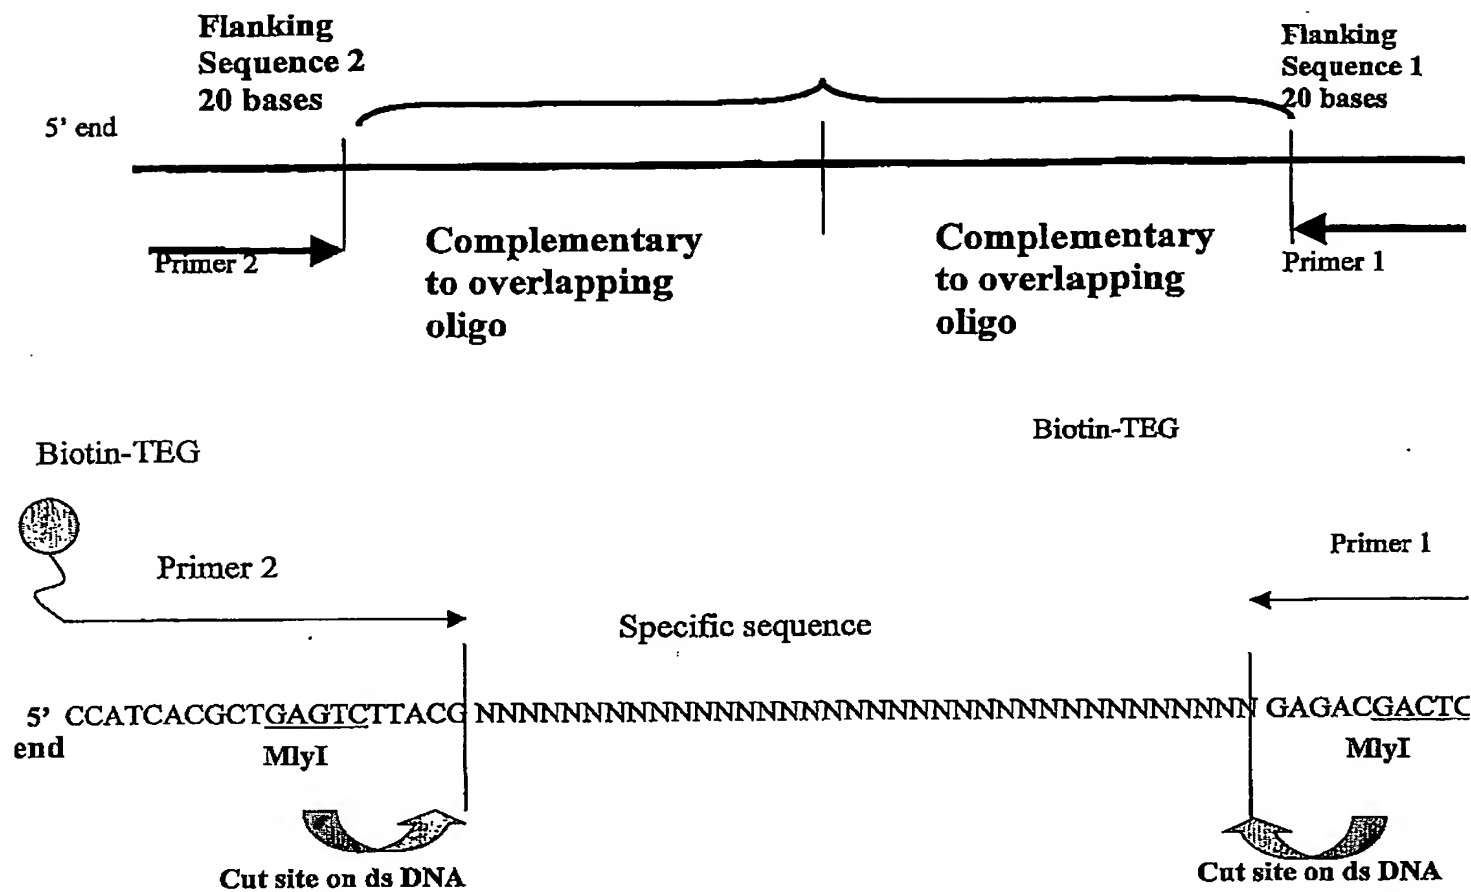 Flanking
Sequence 2
20 bases
Flanking
Sequence 1
20 bases
5' end
Primer 2
Complementary
to overlapping
oligo
Complementary
to overlapping
oligo
Primer 1
Biotin-TEG
Biotin-TEG
Primer 2
Primer 1
Specific sequence
5' CCATCACGCTGAGTCTTACG NNNNNNNNNNNNNNNNNNNNNNNNNNNNNNNNNNNNNNNNNNN GAGACGACTC
end
MlyI
MlyI
Cut site on ds DNA
Cut site on ds DNA